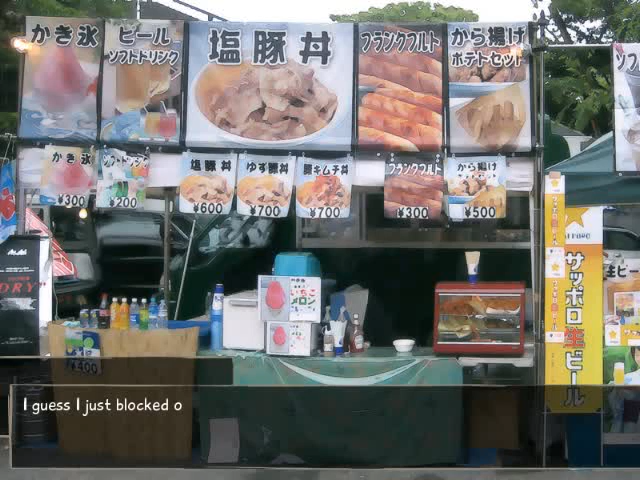 かき氷
ビール
ソフトドリンク
塩豚丼
フランクフルト
から揚げ
ポテトセット
かき氷
¥300
ソフトドリンク
¥200
塩豚丼
¥600
ゆず豚丼
¥700
豚キムチ丼
¥700
フランクフルト
¥300
から揚げ
¥500
Asahi
DRY
いちご
メロン
¥400
サッポロ生ビール
I guess I just blocked o